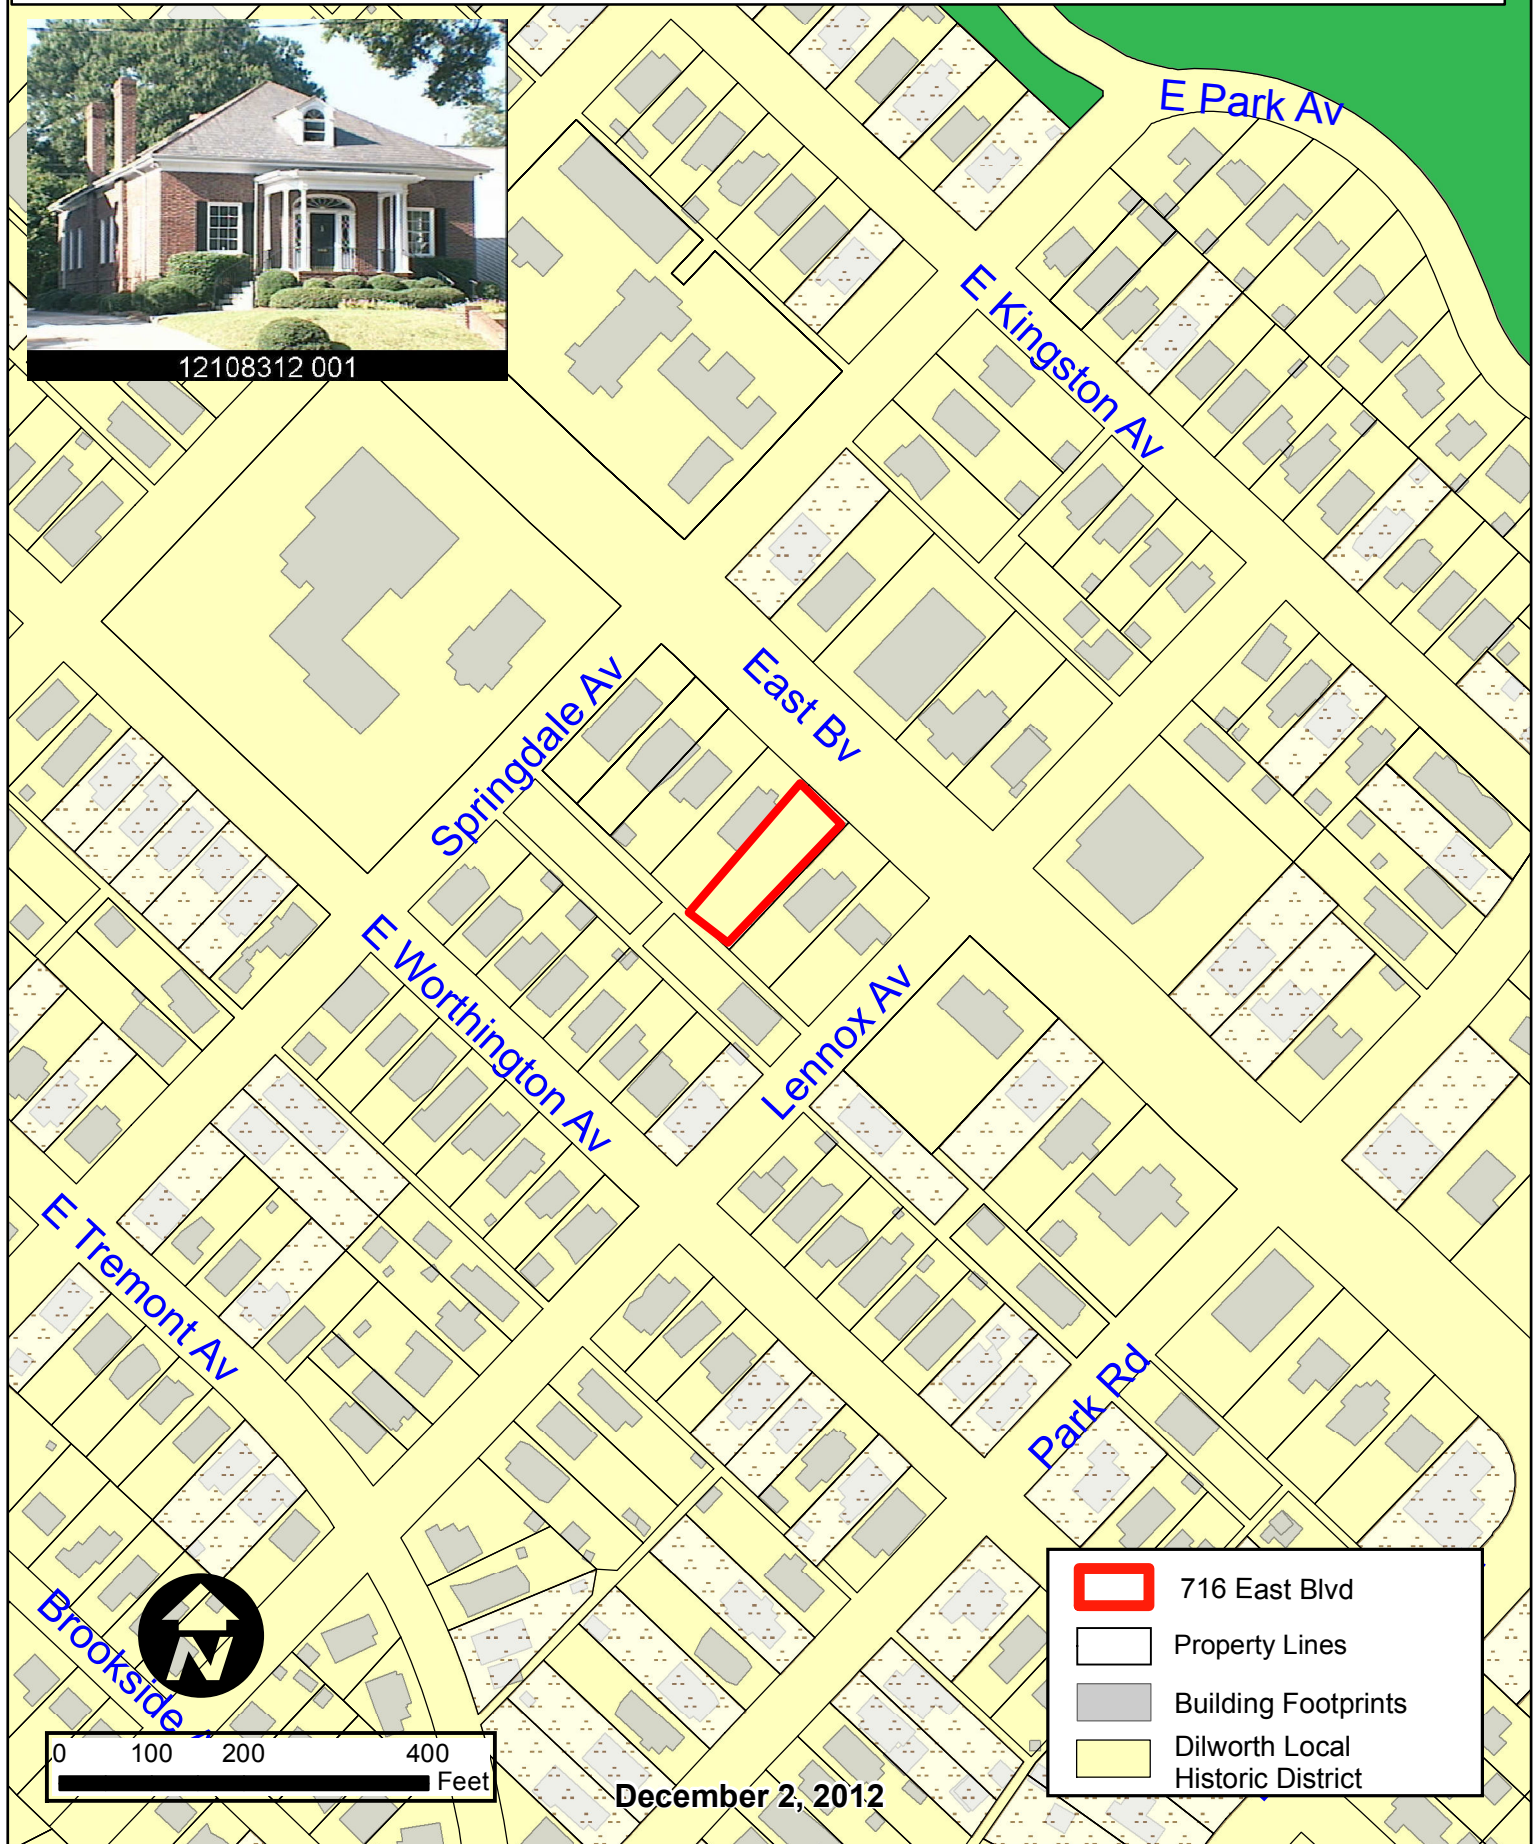 12108312 001
E Park Av
E Kingston Av
East Bv
Springdale Av
E Worthington Av
Lennox Av
E Tremont Av
Park Rd
Brookside
N
0 100 200 400
Feet
December 2, 2012
716 East Blvd
Property Lines
Building Footprints
Dilworth Local
Historic District